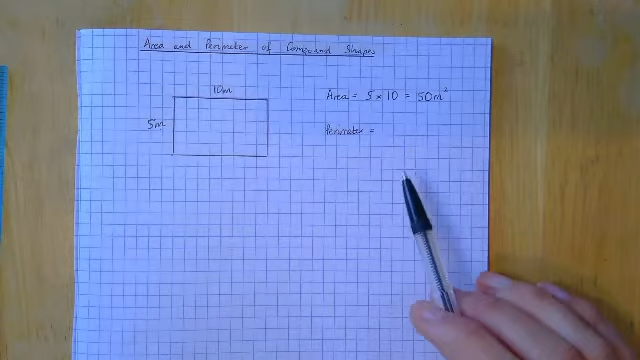 Area and Perimeter of Compound Shapes
10m
Area = 5 × 10 = 50m²
5m
Perimeter =